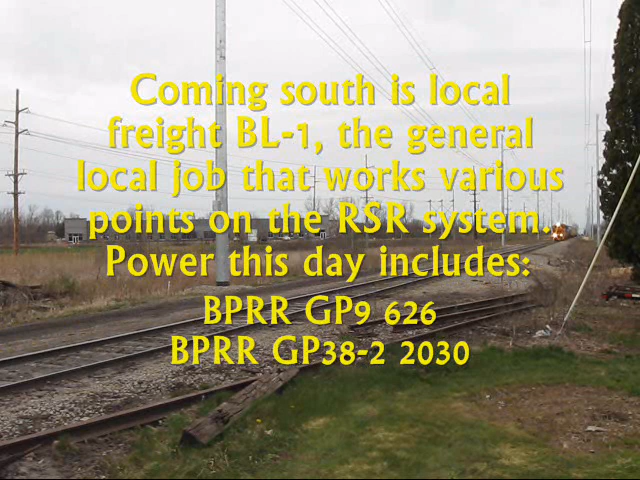 Coming south is local
freight BL-1, the general
local job that works various
points on the RSR system.
Power this day includes:
BPRR GP9 626
BPRR GP38-2 2030